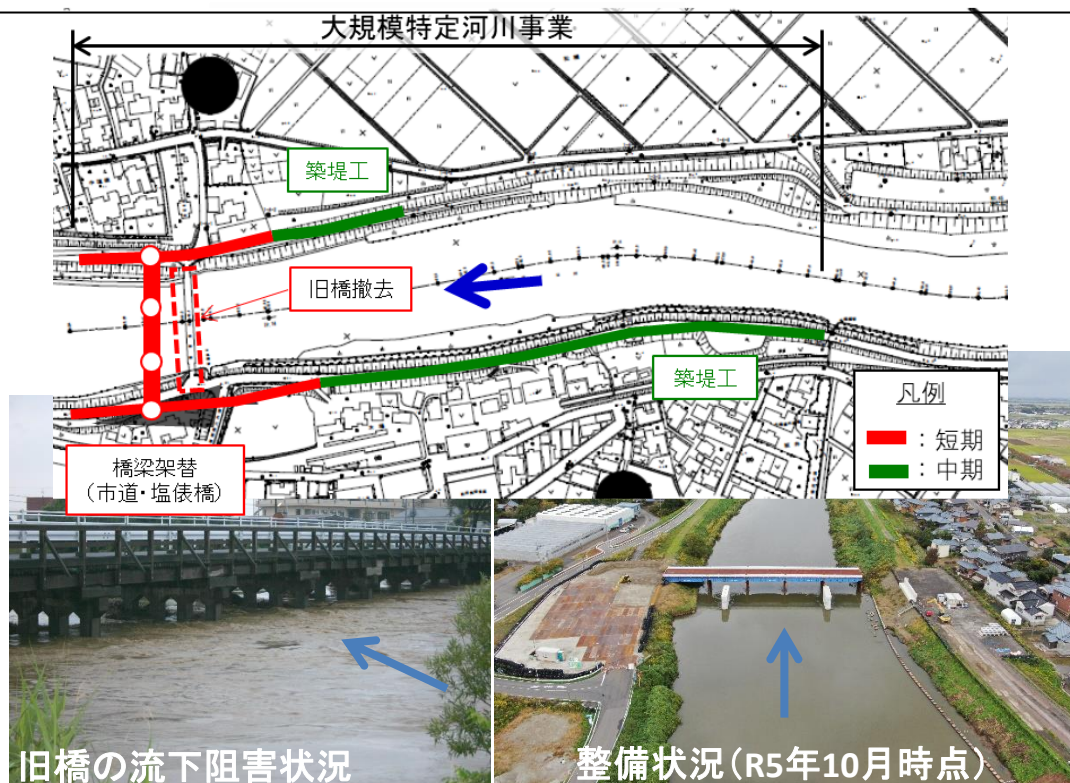 大規模特定河川事業
築堤工
旧橋撤去
築堤工
凡例
：短期
：中期
橋梁架替
（市道・塩俵橋）
旧橋の流下阻害状況
整備状況（R5年10月時点）